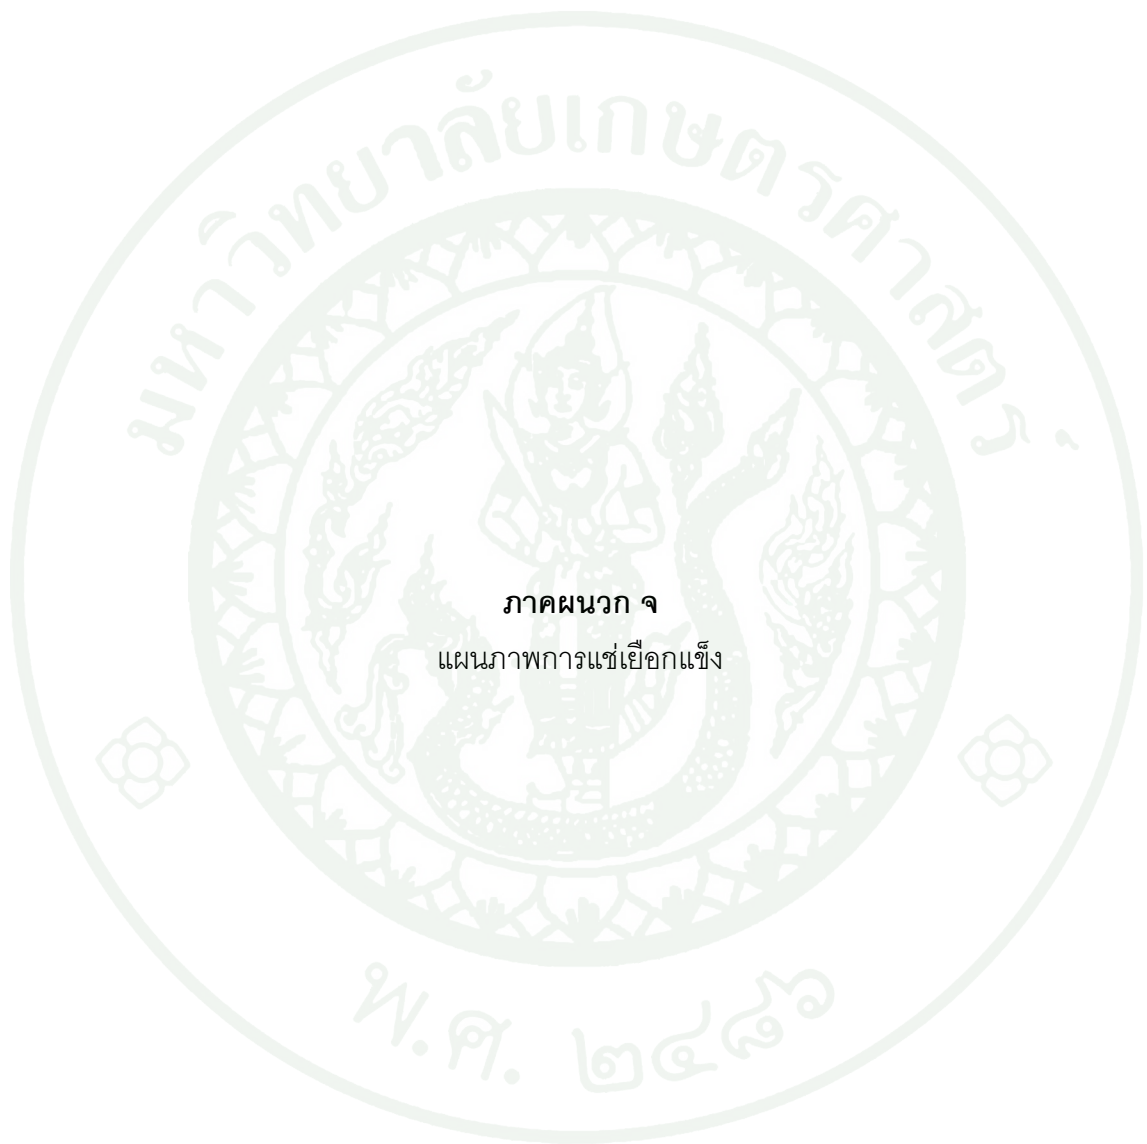 มหาวิทยาลัยเกษตรศาสตร์
ภาคผนวก จ
แผนภาพการแช่เยือกแข็ง
พ.ศ. ๒๔๘๖